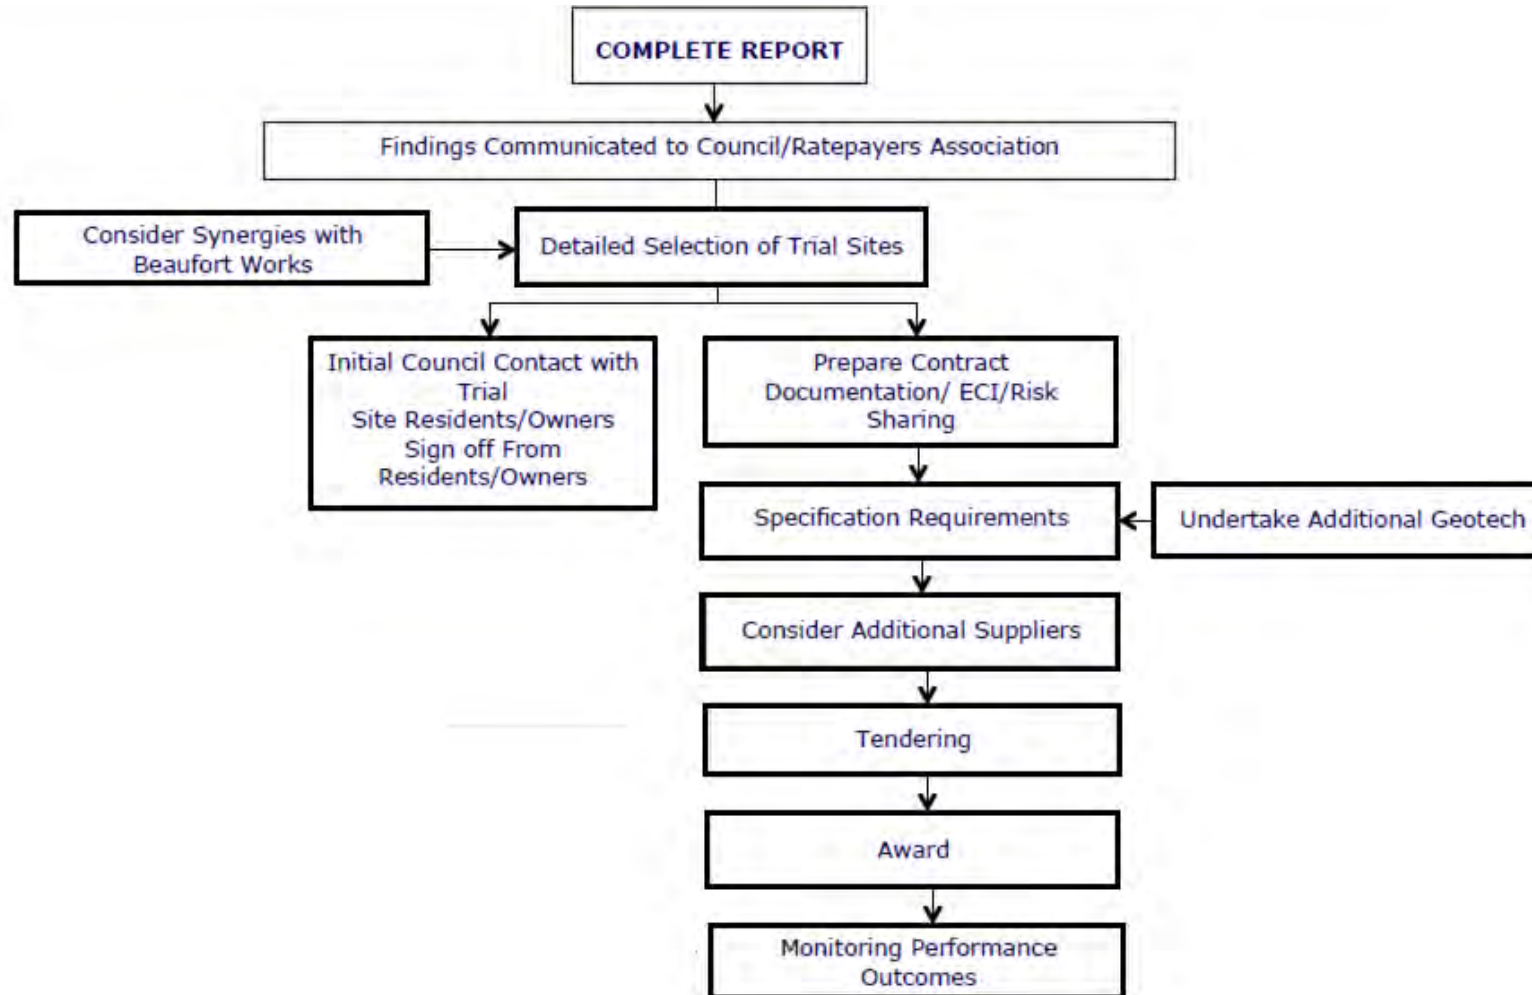 COMPLETE REPORT
Findings Communicated to Council/Ratepayers Association
Consider Synergies with
Beaufort Works
Detailed Selection of Trial Sites
Initial Council Contact with
Trial
Site Residents/Owners
Sign off From
Residents/Owners
Prepare Contract
Documentation/ ECI/Risk
Sharing
Specification Requirements
Undertake Additional Geotech
Consider Additional Suppliers
Tendering
Award
Monitoring Performance
Outcomes